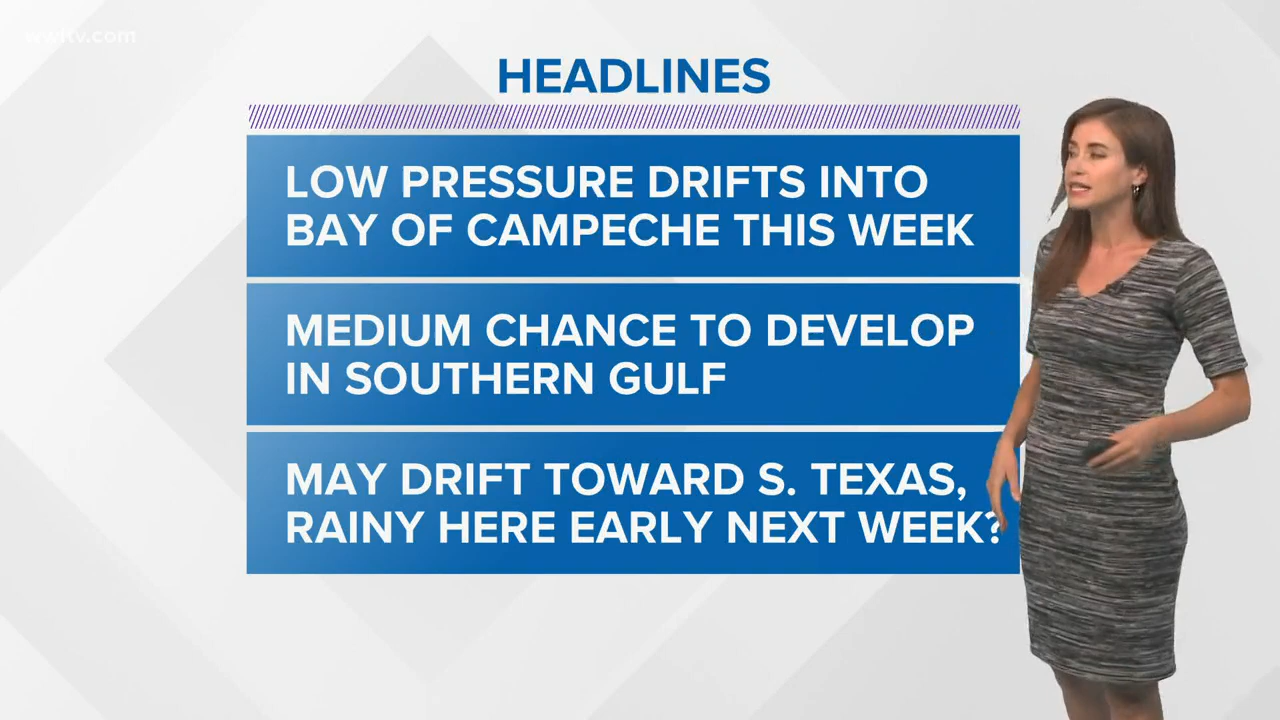 wwltv.com
HEADLINES
LOW PRESSURE DRIFTS INTO
BAY OF CAMPECHE THIS WEEK
MEDIUM CHANCE TO DEVELOP
IN SOUTHERN GULF
MAY DRIFT TOWARD S. TEXAS,
RAINY HERE EARLY NEXT WEEK?